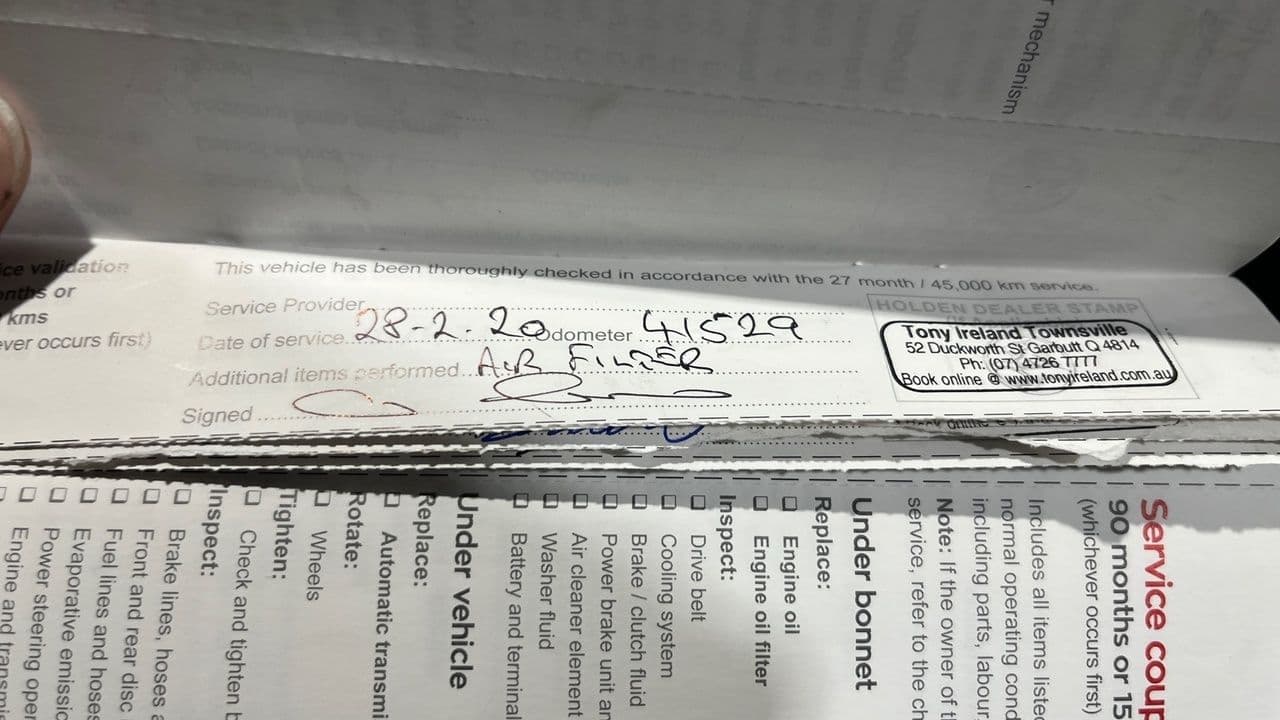 mechanism
ce validation
onths or
kms
ever occurs first)
This vehicle has been thoroughly checked in accordance with the 27 month / 45,000 km service.
Service Provider
Date of service 28-2-20 Odometer 41529
Additional items performed AIR FILTER
Signed
HOLDEN DEALER STAMP
Tony Ireland Townsville
52 Duckworth St Garbutt Q 4814
Ph: (07) 4726 7777
Book online @ www.tonyireland.com.au
Service coup
90 months or 15
(whichever occurs first)
Includes all items listed
normal operating cond
including parts, labour
Note: If the owner of t
service, refer to the ch
Under bonnet
Replace:
Engine oil
Engine oil filter
Inspect:
Drive belt
Cooling system
Brake / clutch fluid
Power brake unit an
Air cleaner element
Washer fluid
Battery and terminal
Under vehicle
Replace:
Automatic transmi
Rotate:
Wheels
Tighten:
Check and tighten b
Inspect:
Brake lines, hoses a
Front and rear disc
Fuel lines and hoses
Evaporative emissio
Power steering oper
Engine and transmi